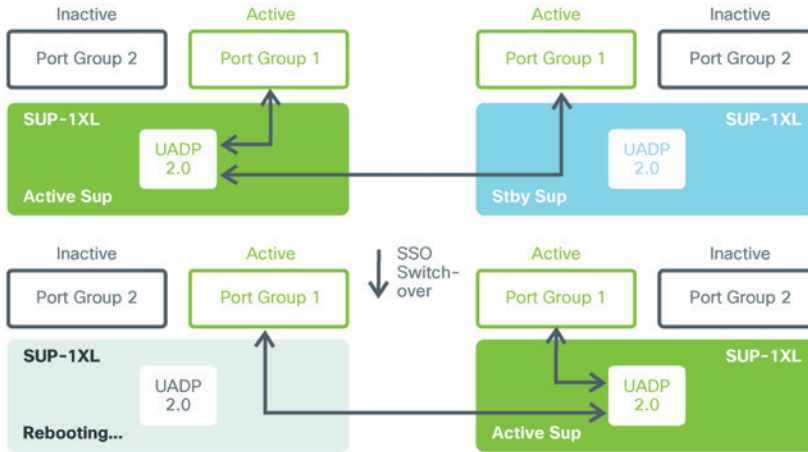 Inactive
Active
Active
Inactive
Port Group 2
Port Group 1
Port Group 1
Port Group 2
SUP-1XL
SUP-1XL
UADP
2.0
UADP
2.0
Active Sup
Stby Sup
Inactive
Active
SSO
Switch-
over
Active
Inactive
Port Group 2
Port Group 1
Port Group 1
Port Group 2
SUP-1XL
SUP-1XL
UADP
2.0
UADP
2.0
Rebooting...
Active Sup